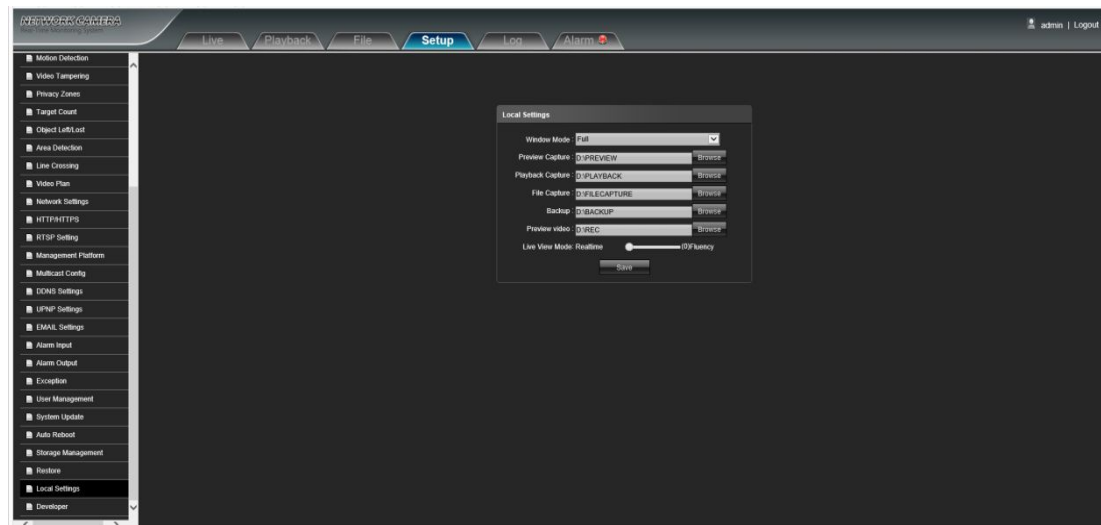 NETWORK CAMERA
Real Time Monitoring System
admin | Logout
Live
Playback
File
Setup
Log
Alarm
Motion Detection
Video Tampering
Privacy Zones
Target Count
Object Left/Lost
Area Detection
Line Crossing
Video Plan
Network Settings
HTTP/HTTPS
RTSP Setting
Management Platform
Multicast Config
DDNS Settings
UPNP Settings
EMAIL Settings
Alarm Input
Alarm Output
Exception
User Management
System Update
Auto Reboot
Storage Management
Restore
Local Settings
Developer
Local Settings
Window Mode : Full
Preview Capture : D:\PREVIEW Browse
Playback Capture : D:\PLAYBACK Browse
File Capture : D:\FILECAPTURE Browse
Backup : D:\BACKUP Browse
Preview video : D:\REC Browse
Live View Mode: Realtime (0)Fluency
Save